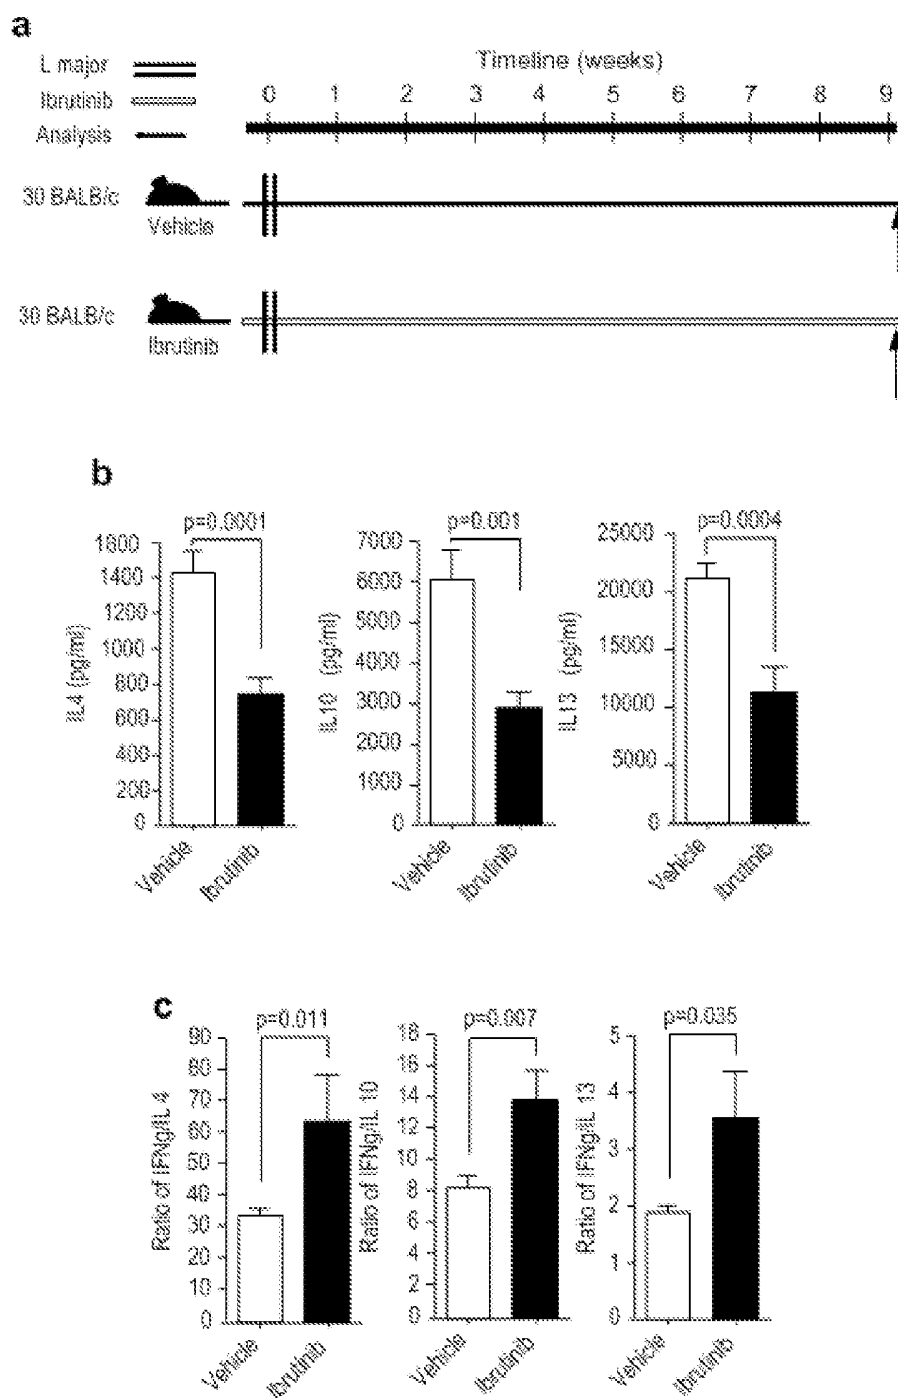 a
L major
Ibrutinib
Analysis
Timeline (weeks)
0 1 2 3 4 5 6 7 8 9
30 BALB/c
Vehicle
30 BALB/c
Ibrutinib
b
p=0.0001
IL4 (pg/ml)
1600
1400
1200
1000
800
600
400
200
0
Vehicle
Ibrutinib
p=0.001
IL10 (pg/ml)
7000
6000
5000
4000
3000
2000
1000
0
Vehicle
Ibrutinib
p=0.0004
IL13 (pg/ml)
25000
20000
15000
10000
5000
0
Vehicle
Ibrutinib
c
p=0.011
Ratio of IFNg/IL 4
90
80
70
60
50
40
30
20
10
0
Vehicle
Ibrutinib
p=0.007
Ratio of IFNg/IL 10
18
16
14
12
10
8
6
4
2
0
Vehicle
Ibrutinib
p=0.035
Ratio of IFNg/IL 13
5
4
3
2
1
0
Vehicle
Ibrutinib